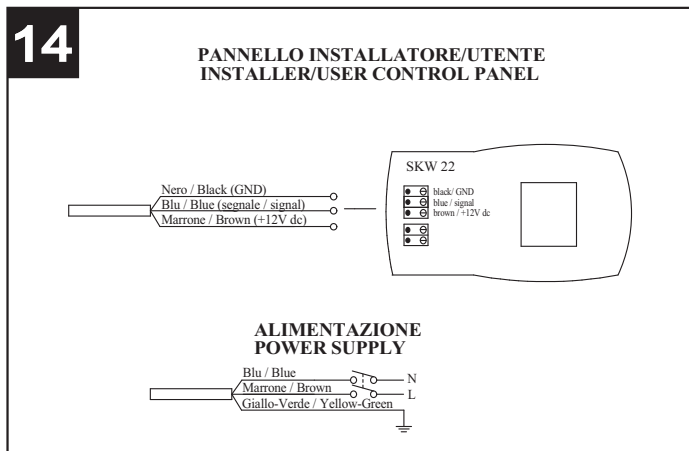 14
PANNELLO INSTALLATORE/UTENTE
INSTALLER/USER CONTROL PANEL
Nero / Black (GND)
Blu / Blue (segnale / signal)
Marrone / Brown (+12V dc)
SKW 22
black/ GND
blue / signal
brown / +12V dc
ALIMENTAZIONE
POWER SUPPLY
Blu / Blue
N
Marrone / Brown
L
Giallo-Verde / Yellow-Green